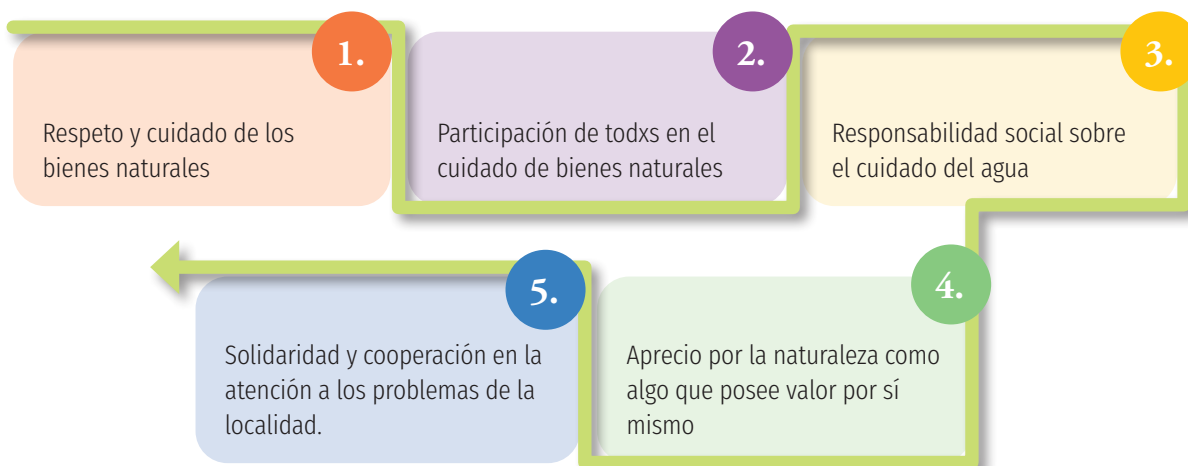 1.
Respeto y cuidado de los
bienes naturales
2.
Participación de todxs en el
cuidado de bienes naturales
3.
Responsabilidad social sobre
el cuidado del agua
4.
Aprecio por la naturaleza como
algo que posee valor por sí
mismo
5.
Solidaridad y cooperación en la
atención a los problemas de la
localidad.